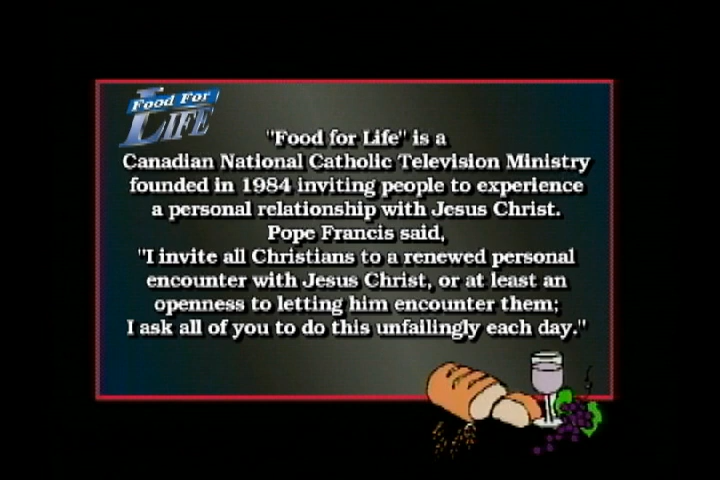 Food For
LIFE
"Food for Life" is a
Canadian National Catholic Television Ministry
founded in 1984 inviting people to experience
a personal relationship with Jesus Christ.
Pope Francis said,
"I invite all Christians to a renewed personal
encounter with Jesus Christ, or at least an
openness to letting him encounter them;
I ask all of you to do this unfailingly each day."